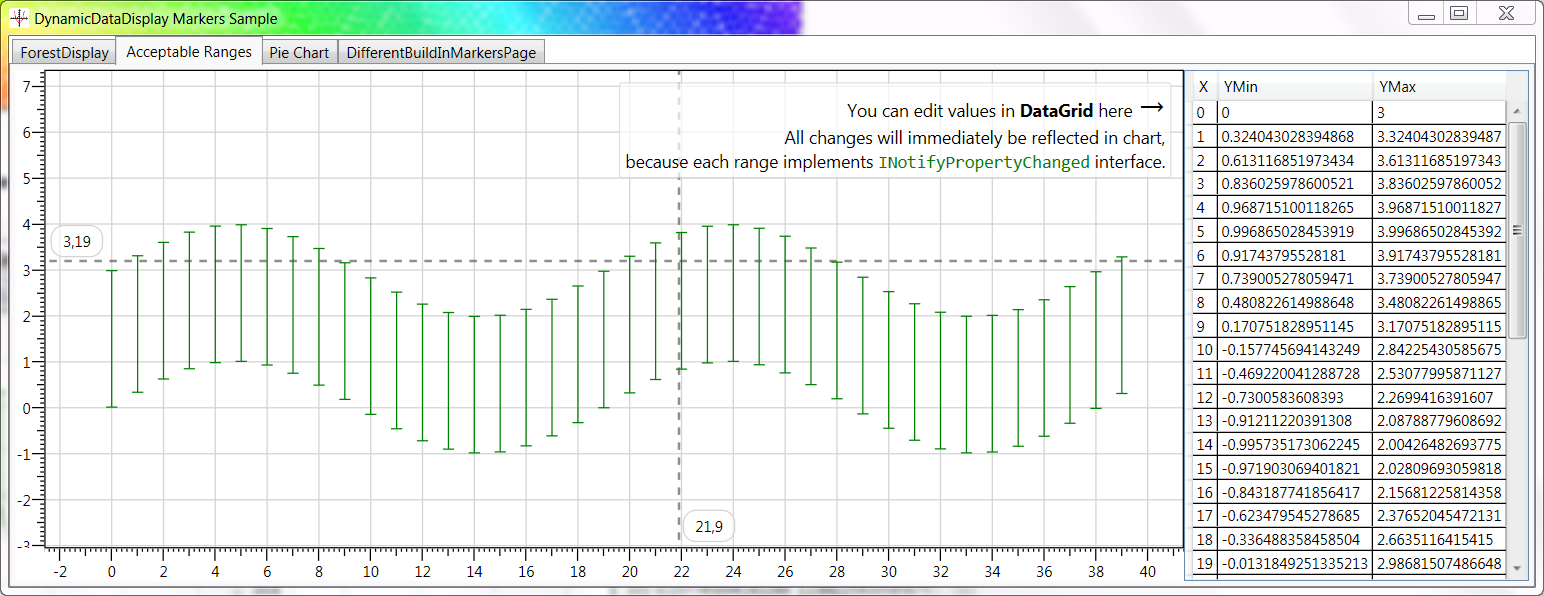 DynamicDataDisplay Markers Sample
ForestDisplay Acceptable Ranges Pie Chart DifferentBuildInMarkersPage
You can edit values in DataGrid here →
All changes will immediately be reflected in chart,
because each range implements INotifyPropertyChanged interface.
7
6
5
4
3
2
1
0
-1
-2
-3
3,19
21,9
-2 0 2 4 6 8 10 12 14 16 18 20 22 24 26 28 30 32 34 36 38 40
X YMin YMax
0 0 3
1 0.324043028394868 3.32404302839487
2 0.613116851973434 3.61311685197343
3 0.836025978600521 3.83602597860052
4 0.968715100118265 3.96871510011827
5 0.996865028453919 3.99686502845392
6 0.91743795528181 3.91743795528181
7 0.739005278059471 3.73900527805947
8 0.480822614988648 3.48082261498865
9 0.170751828951145 3.17075182895115
10 -0.157745694143249 2.84225430585675
11 -0.469220041288728 2.53077995871127
12 -0.7300583608393 2.2699416391607
13 -0.91211220391308 2.08788779608692
14 -0.995735173062245 2.00426482693775
15 -0.971903069401821 2.02809693059818
16 -0.843187741856417 2.15681225814358
17 -0.623479545278685 2.37652045472131
18 -0.336488358458504 2.6635116415415
19 -0.0131849251335213 2.98681507486648